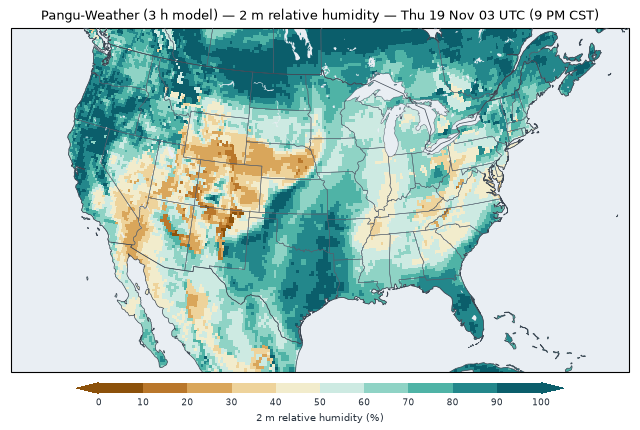 Pangu-Weather (3 h model) — 2 m relative humidity — Thu 19 Nov 03 UTC (9 PM CST)
0 10 20 30 40 50 60 70 80 90 100
2 m relative humidity (%)